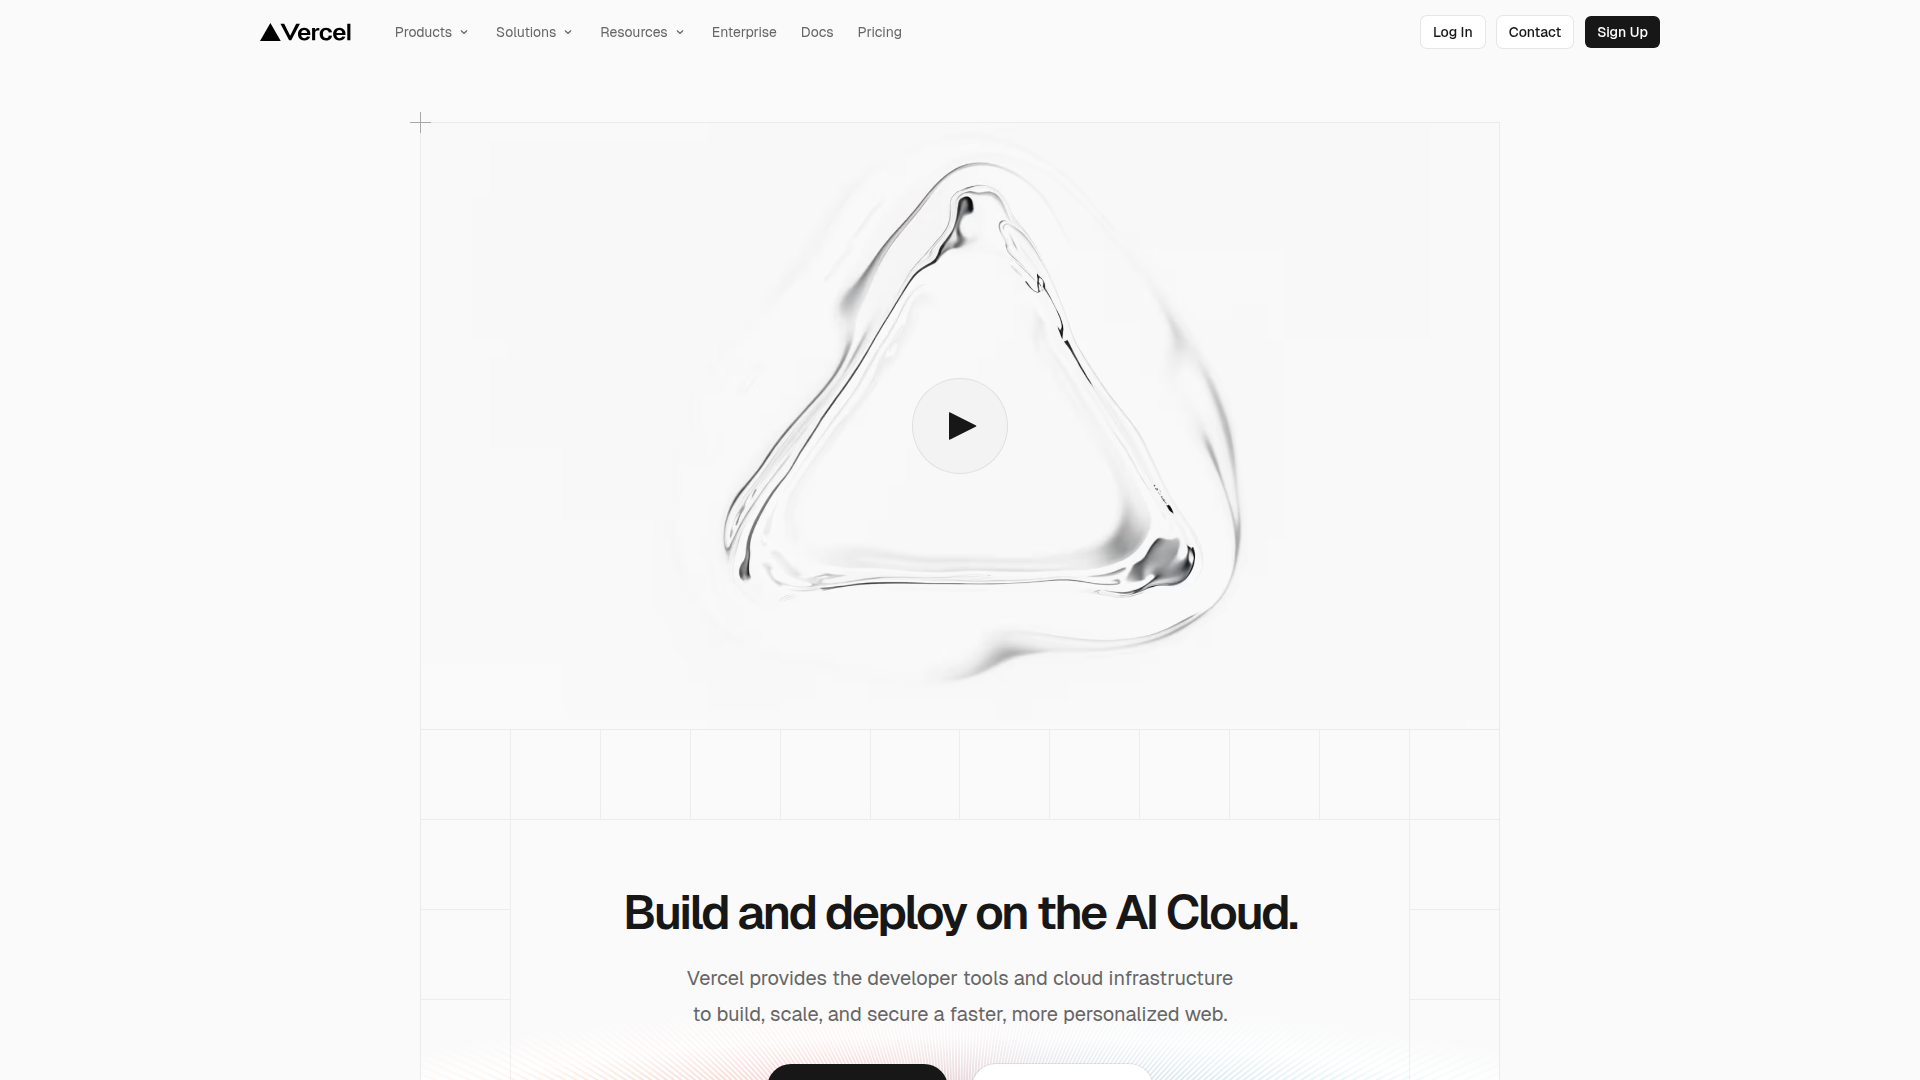 Vercel
Products
Solutions
Resources
Enterprise
Docs
Pricing
Log In
Contact
Sign Up
Build and deploy on the AI Cloud.
Vercel provides the developer tools and cloud infrastructure
to build, scale, and secure a faster, more personalized web.